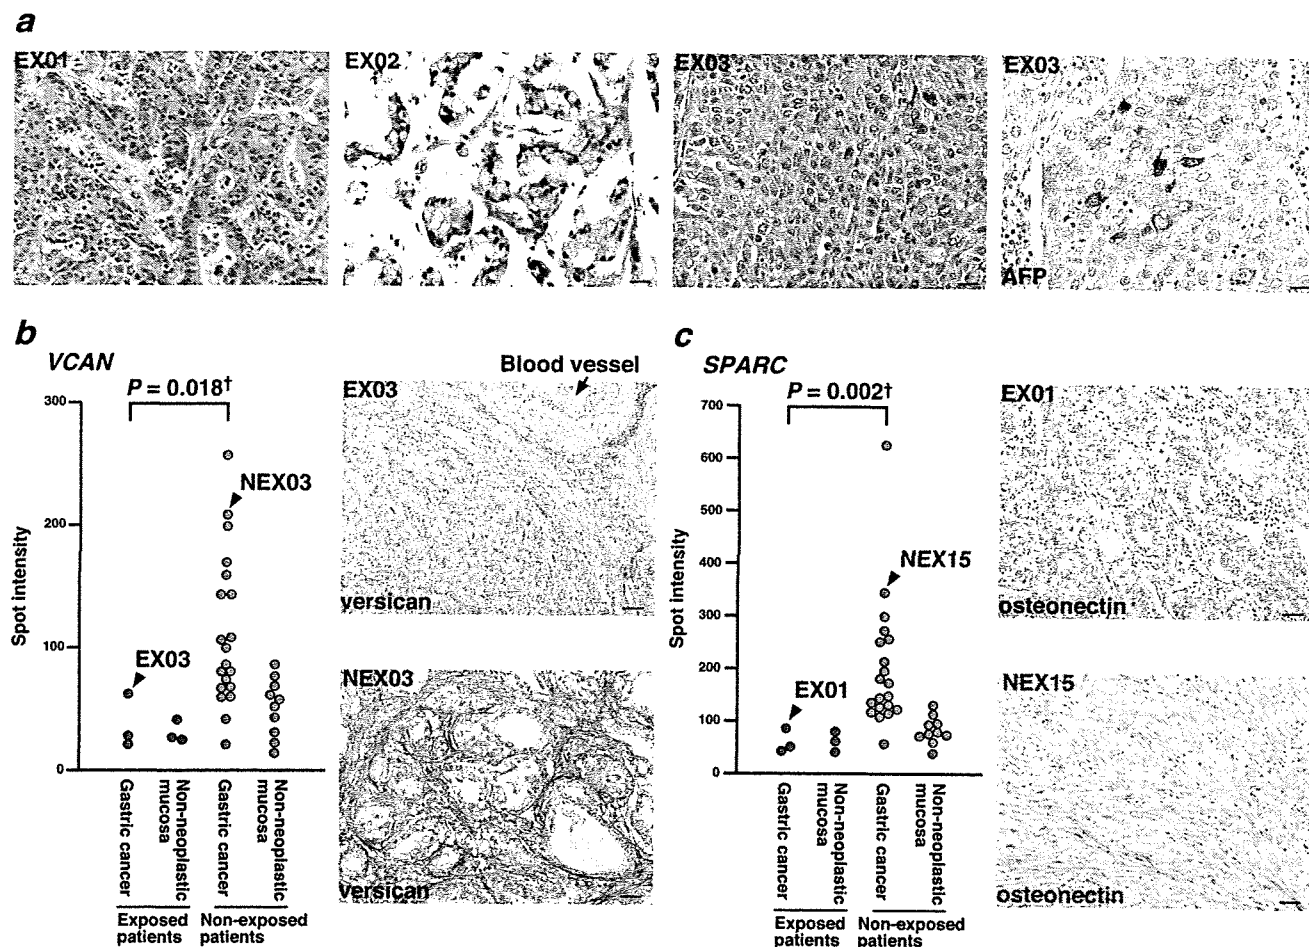 a
EX01
EX02
EX03
EX03
AFP
b
VCAN
P = 0.018†
300
200
100
0
Spot intensity
NEX03
EX03
Gastric cancer
Non-neoplastic
mucosa
Gastric cancer
Non-neoplastic
mucosa
Exposed
patients
Non-exposed
patients
Blood vessel
EX03
versican
NEX03
versican
c
SPARC
P = 0.002†
700
600
500
400
300
200
100
0
Spot intensity
NEX15
EX01
Gastric cancer
Non-neoplastic
mucosa
Gastric cancer
Non-neoplastic
mucosa
Exposed
patients
Non-exposed
patients
EX01
osteonectin
NEX15
osteonectin